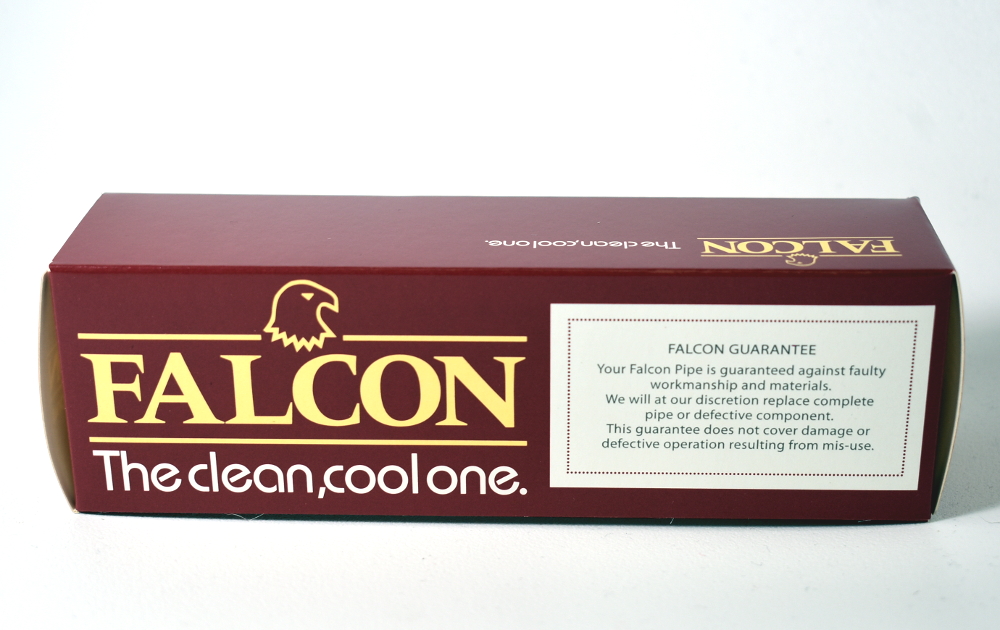 The clean,cool one.
FALCON
FALCON
The clean,cool one.
FALCON GUARANTEE
Your Falcon Pipe is guaranteed against faulty
workmanship and materials.
We will at our discretion replace complete
pipe or defective component.
This guarantee does not cover damage or
defective operation resulting from mis-use.